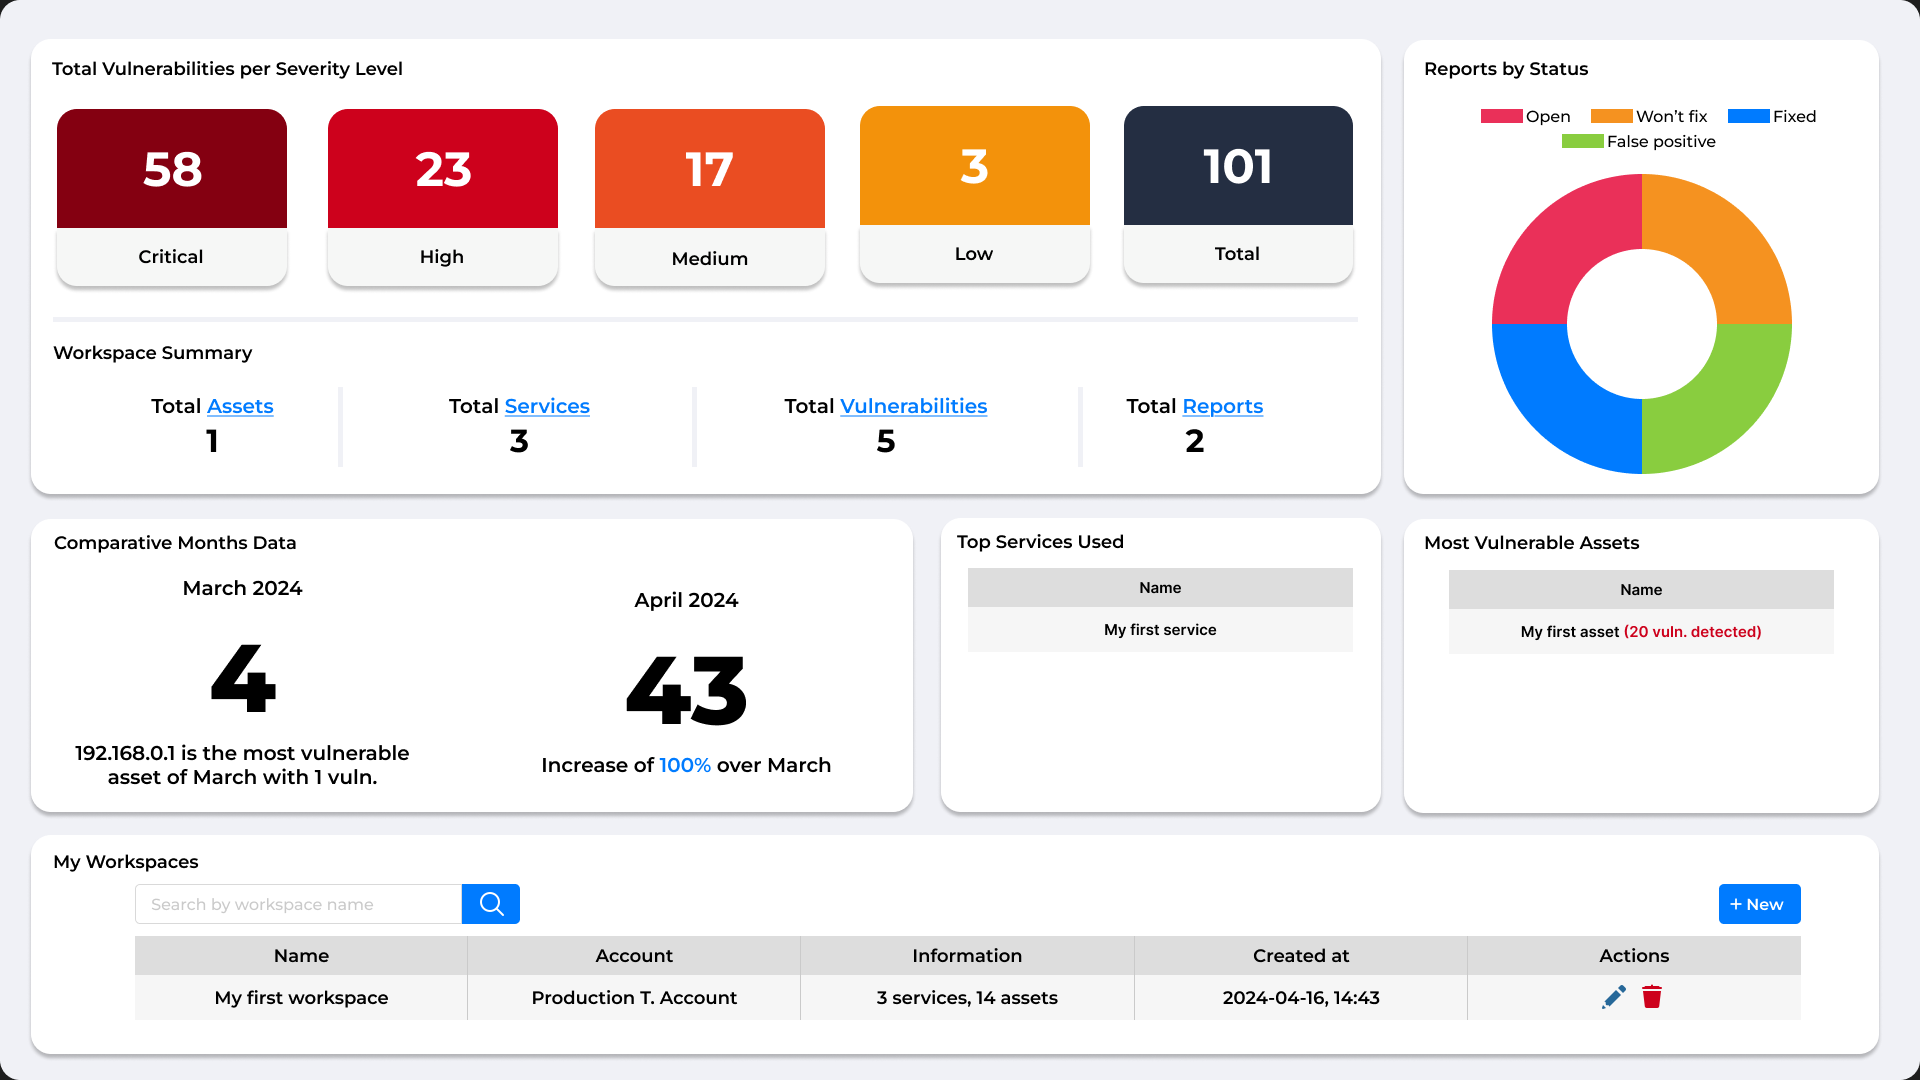 Total Vulnerabilities per Severity Level
58
Critical
23
High
17
Medium
3
Low
101
Total
Workspace Summary
Total Assets
1
Total Services
3
Total Vulnerabilities
5
Total Reports
2
Reports by Status
Open
Won’t fix
Fixed
False positive
Comparative Months Data
March 2024
4
192.168.0.1 is the most vulnerable
asset of March with 1 vuln.
April 2024
43
Increase of 100% over March
Top Services Used
Name
My first service
Most Vulnerable Assets
Name
My first asset (20 vuln. detected)
My Workspaces
Search by workspace name
+ New
Name Account Information Created at Actions
My first workspace Production T. Account 3 services, 14 assets 2024-04-16, 14:43